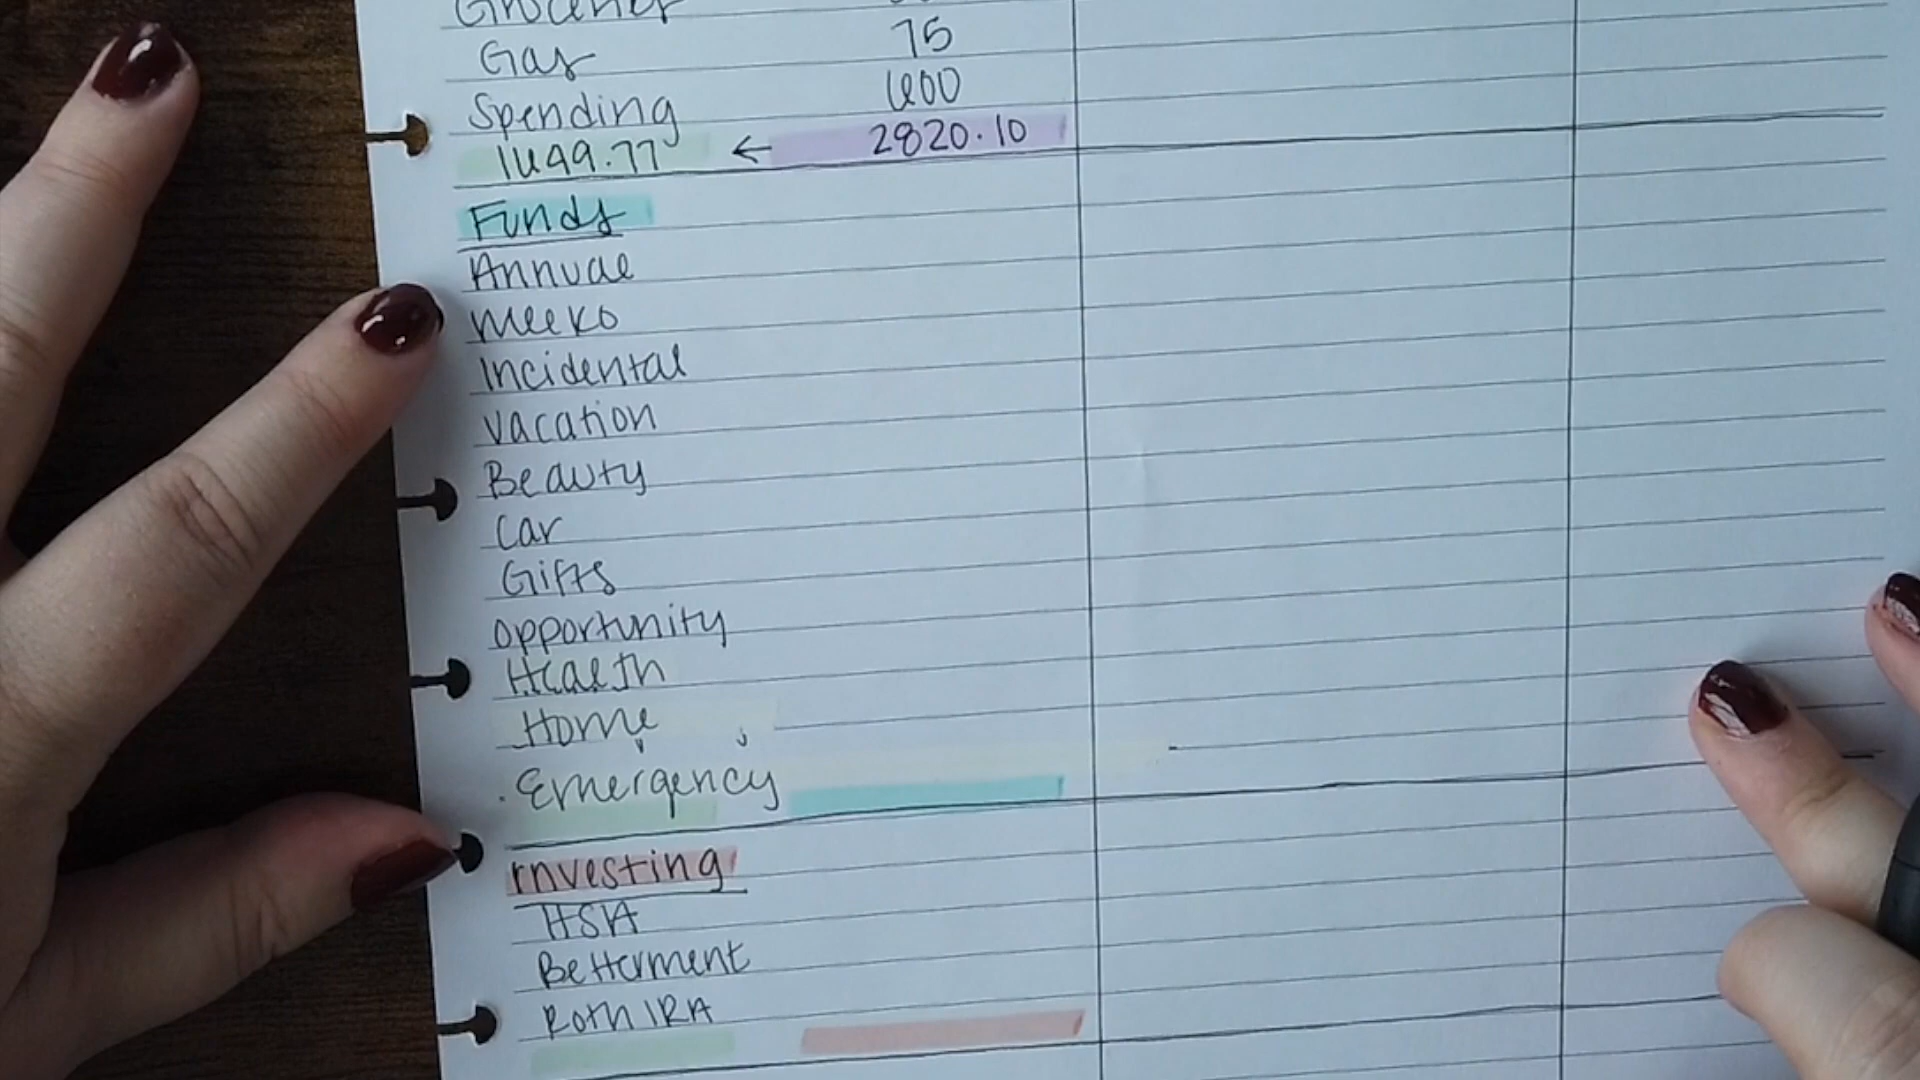 Gas 75
Spending 600
1699.77 ← 2820.10
Funds
Annual
Meeko
Incidental
Vacation
Beauty
Car
Gifts
Opportunity
Health
Home
Emergency
Investing
HSA
Betterment
Roth IRA